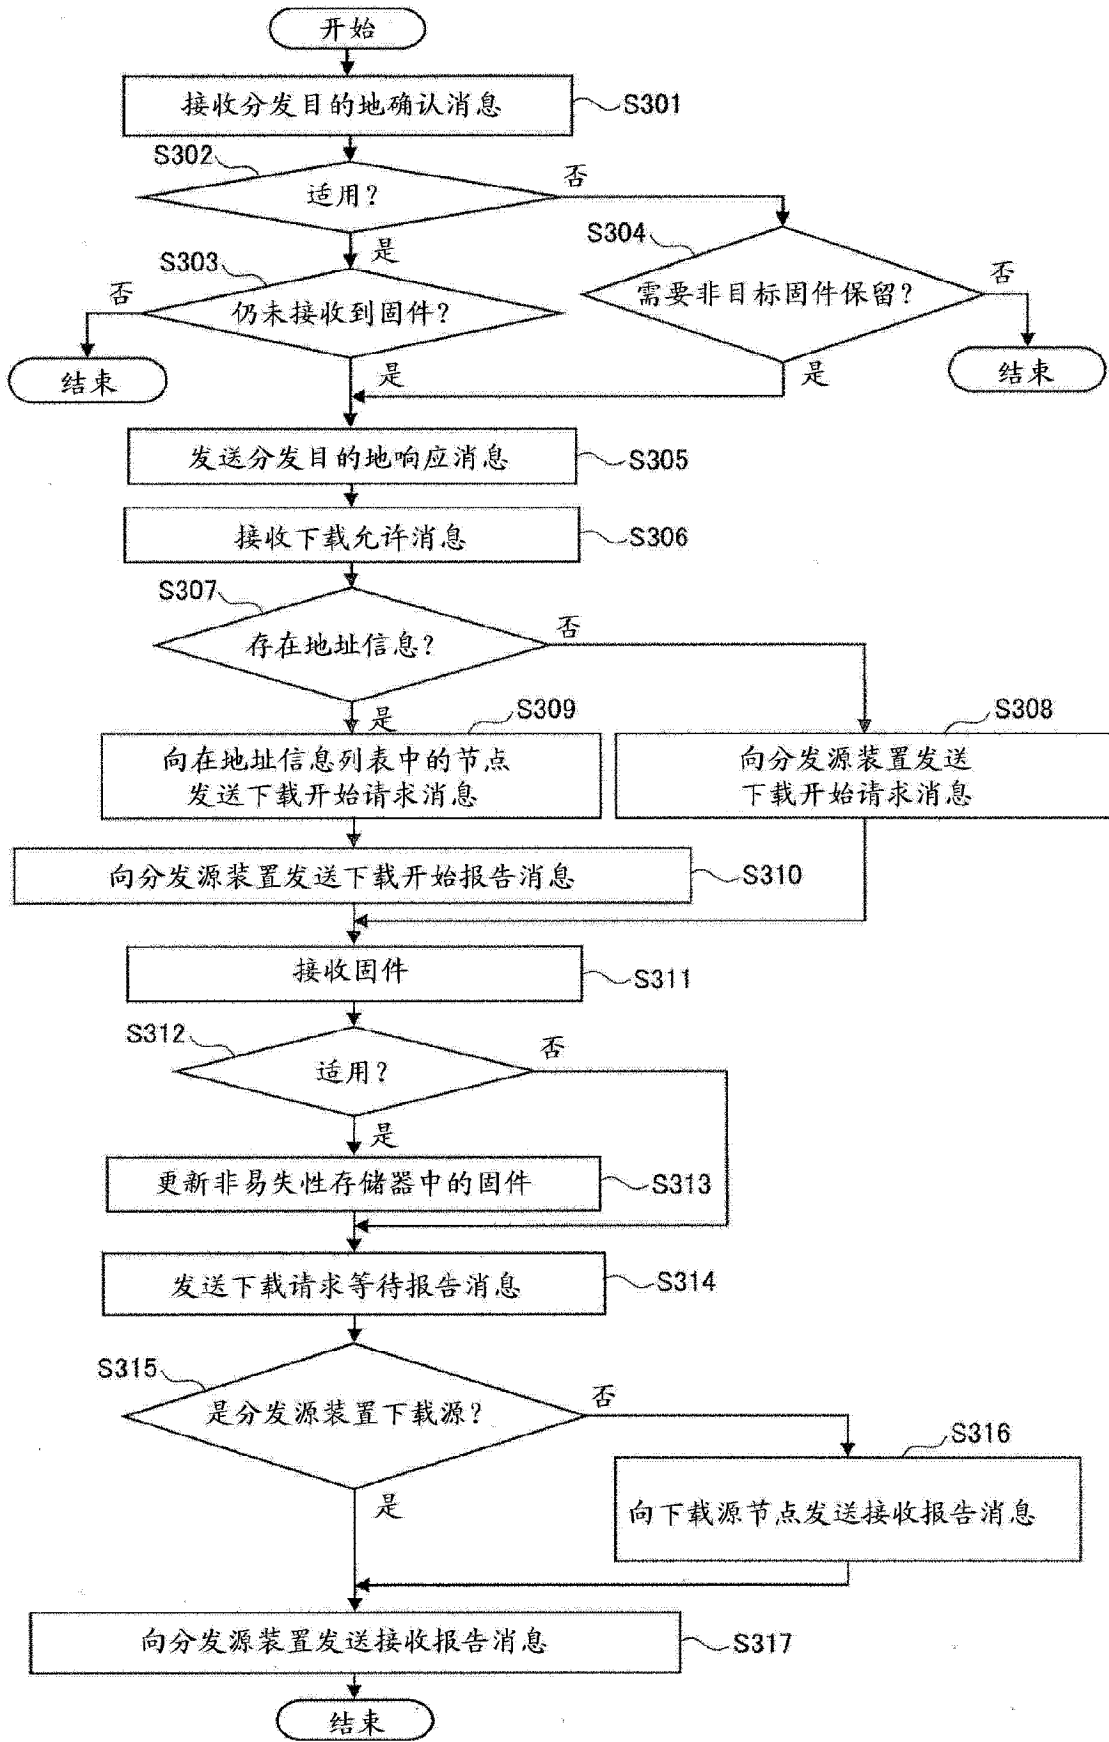 开始
接收分发目的地确认消息
S301
S302
适用?
否
是
S303
仍未接收到固件?
否
是
结束
S304
需要非目标固件保留?
否
是
结束
发送分发目的地响应消息
S305
接收下载允许消息
S306
S307
存在地址信息?
否
是
S309
向在地址信息列表中的节点
发送下载开始请求消息
S308
向分发源装置发送
下载开始请求消息
向分发源装置发送下载开始报告消息
S310
接收固件
S311
S312
适用?
否
是
更新非易失性存储器中的固件
S313
发送下载请求等待报告消息
S314
S315
是分发源装置下载源?
否
是
S316
向下载源节点发送接收报告消息
向分发源装置发送接收报告消息
S317
结束